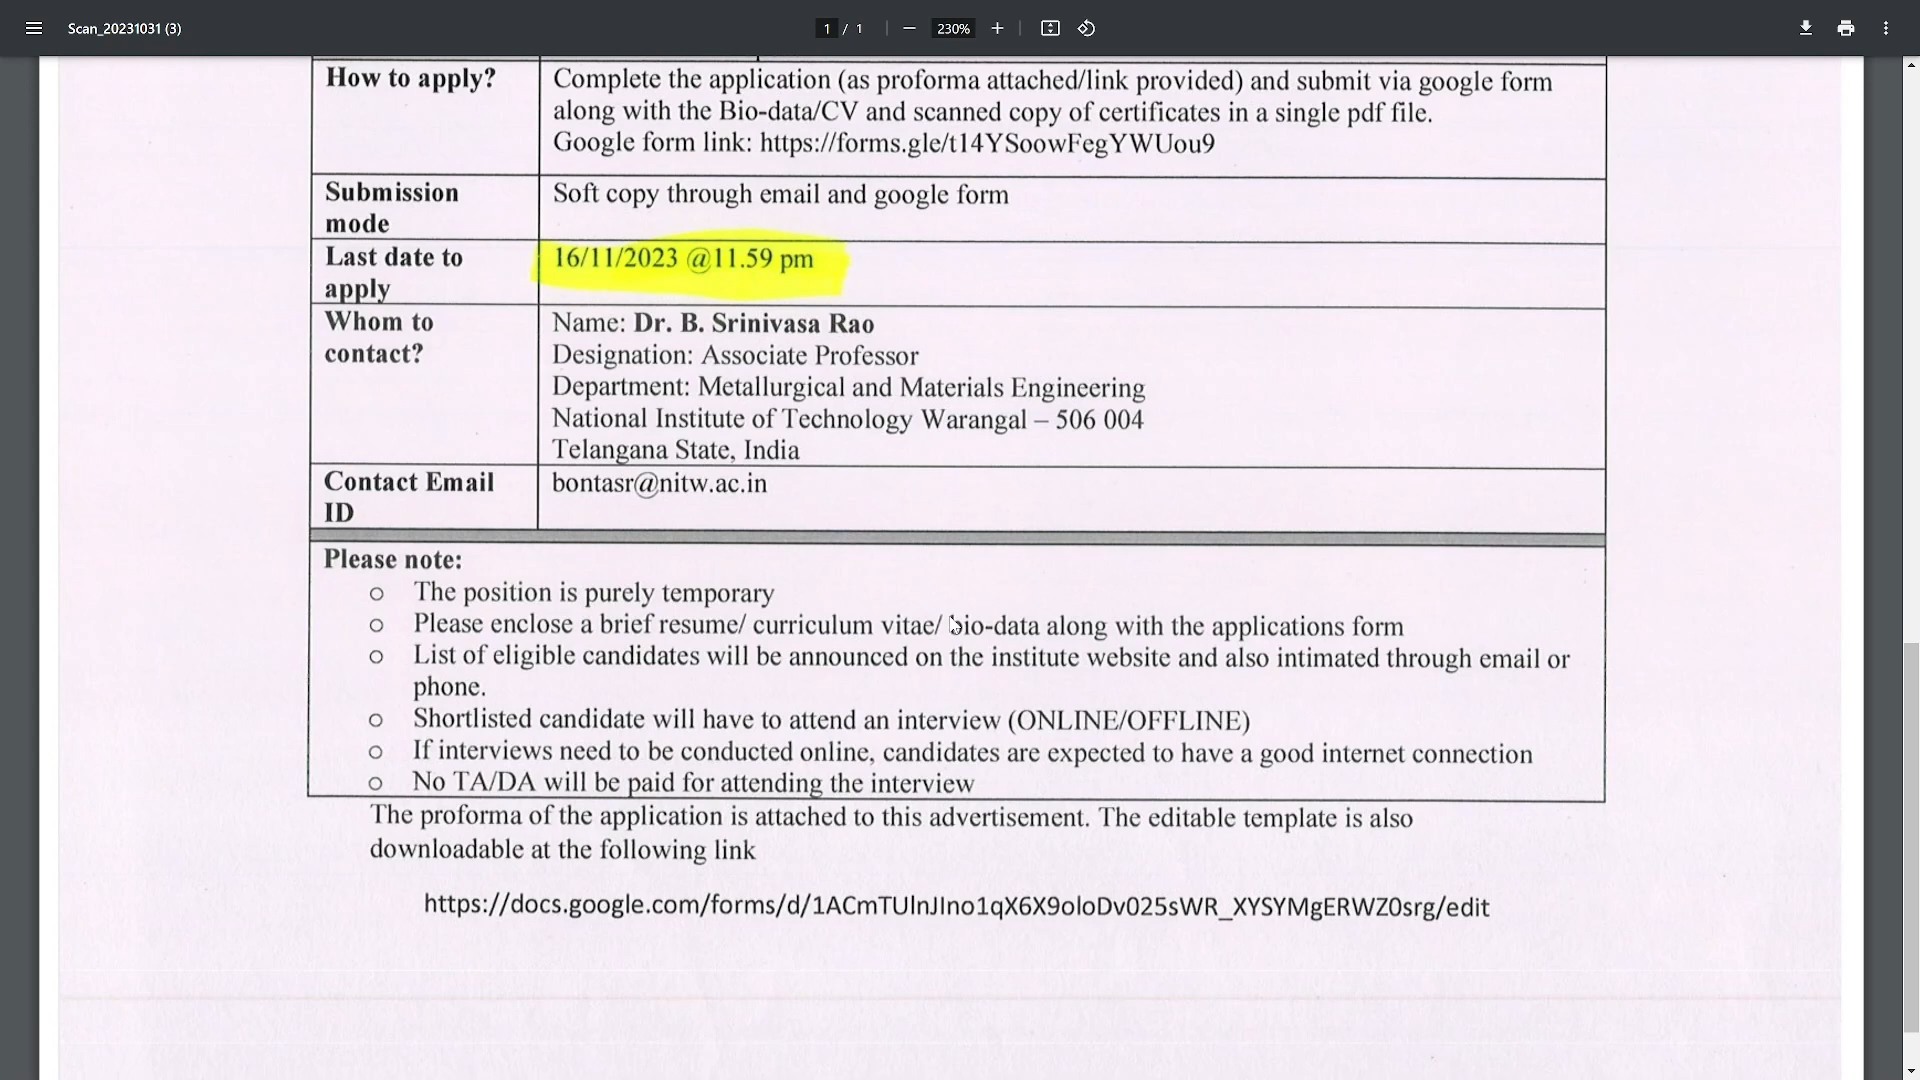 Scan_20231031 (3)
1 / 1
230%
How to apply?
Complete the application (as proforma attached/link provided) and submit via google form
along with the Bio-data/CV and scanned copy of certificates in a single pdf file.
Google form link: https://forms.gle/t14YSoowFegYWUou9
Submission
mode
Soft copy through email and google form
Last date to
apply
16/11/2023 @11.59 pm
Whom to
contact?
Name: Dr. B. Srinivasa Rao
Designation: Associate Professor
Department: Metallurgical and Materials Engineering
National Institute of Technology Warangal – 506 004
Telangana State, India
Contact Email
ID
bontasr@nitw.ac.in
Please note:
o The position is purely temporary
o Please enclose a brief resume/ curriculum vitae/ bio-data along with the applications form
o List of eligible candidates will be announced on the institute website and also intimated through email or
phone.
o Shortlisted candidate will have to attend an interview (ONLINE/OFFLINE)
o If interviews need to be conducted online, candidates are expected to have a good internet connection
o No TA/DA will be paid for attending the interview
The proforma of the application is attached to this advertisement. The editable template is also
downloadable at the following link
https://docs.google.com/forms/d/1ACmTUlnJIno1qX6X9oloDv025sWR_XYSYMgERWZ0srg/edit